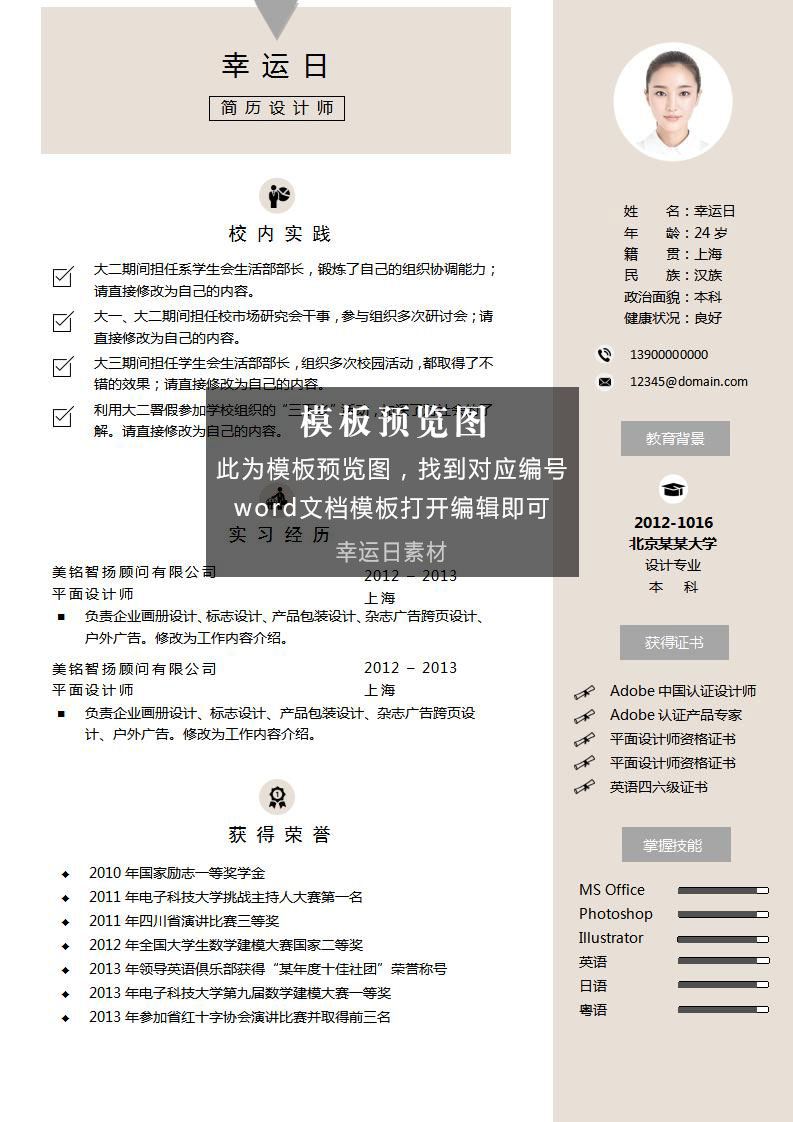 幸运日
简历设计师
校内实践
大二期间担任系学生会生活部部长，锻炼了自己的组织协调能力；
请直接修改为自己的内容。
大一、大二期间担任校市场研究会干事，参与组织多次研讨会；请
直接修改为自己的内容。
大三期间担任学生会生活部部长，组织多次校园活动，都取得了不
错的效果；请直接修改为自己的内容。
利用大二署假参加学校组织的“三
解。请直接修改为自己的内容。
模板预览图
此为模板预览图，找到对应编号
word文档模板打开编辑即可
幸运日素材
实习经历
美铭智扬顾问有限公司 2012 – 2013
平面设计师 上海
■ 负责企业画册设计、标志设计、产品包装设计、杂志广告跨页设计、
户外广告。修改为工作内容介绍。
美铭智扬顾问有限公司 2012 – 2013
平面设计师 上海
■ 负责企业画册设计、标志设计、产品包装设计、杂志广告跨页设
计、户外广告。修改为工作内容介绍。
获得荣誉
◆ 2010 年国家励志一等奖学金
◆ 2011 年电子科技大学挑战主持人大赛第一名
◆ 2011 年四川省演讲比赛三等奖
◆ 2012 年全国大学生数学建模大赛国家二等奖
◆ 2013 年领导英语俱乐部获得“某年度十佳社团”荣誉称号
◆ 2013 年电子科技大学第九届数学建模大赛一等奖
◆ 2013 年参加省红十字协会演讲比赛并取得前三名
姓 名：幸运日
年 龄：24 岁
籍 贯：上海
民 族：汉族
政治面貌：本科
健康状况：良好
13900000000
12345@domain.com
教育背景
2012-1016
北京某某大学
设计专业
本 科
获得证书
Adobe 中国认证设计师
Adobe 认证产品专家
平面设计师资格证书
平面设计师资格证书
英语四六级证书
掌握技能
MS Office
Photoshop
Illustrator
英语
日语
粤语